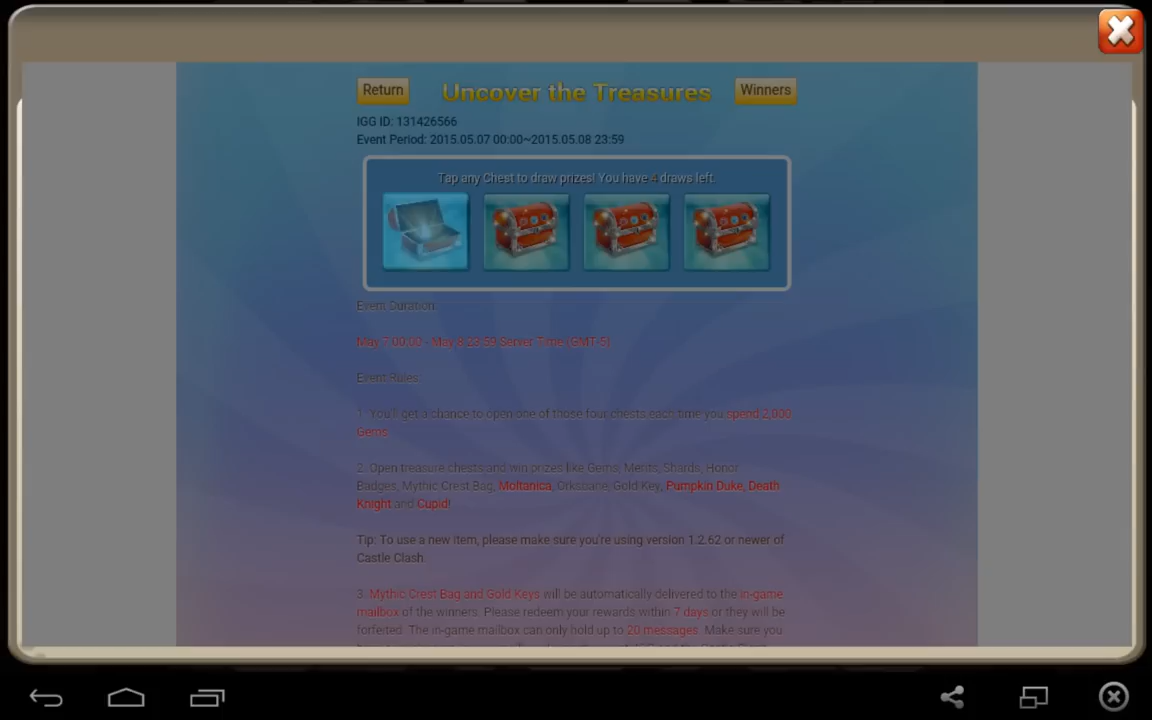 Return
Uncover the Treasures
Winners
IGG ID: 131426566
Event Period: 2015.05.07 00:00~2015.05.08 23:59
Tap any Chest to draw prizes! You have 4 draws left.
Event Duration:
May 7 00:00 - May 8 23:59 Server Time (GMT-5)
Event Rules:
1. You'll get a chance to open one of those four chests each time you spend 2,000
Gems.
2. Open treasure chests and win prizes like Gems, Merits, Shards, Honor
Badges, Mythic Crest Bag, Moltanica, Orksbane, Gold Key, Pumpkin Duke, Death
Knight and Cupid!
Tip: To use a new item, please make sure you're using version 1.2.62 or newer of
Castle Clash.
3. Mythic Crest Bag and Gold Keys will be automatically delivered to the in-game
mailbox of the winners. Please redeem your rewards within 7 days or they will be
forfeited. The in-game mailbox can only hold up to 20 messages. Make sure you